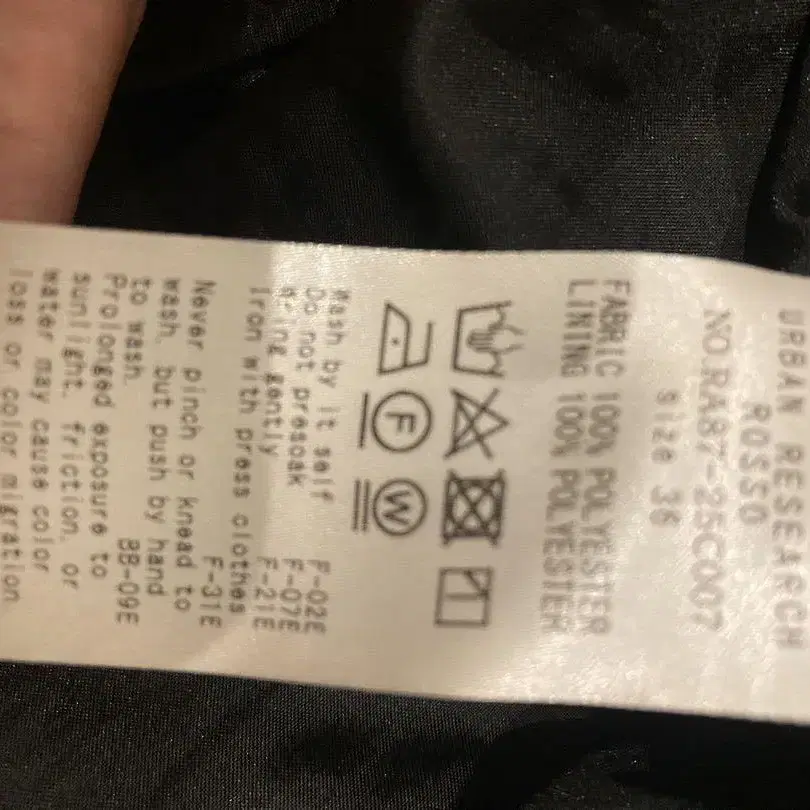 URBAN RESEARCH
ROSSO
NO.RA87-25C007
size 36
FABRIC 100% POLYESTER
LINING 100% POLYESTER
F W
Wash by it self F-02E
Do not presoak F-07E
ing gently F-21E
Iron with press clothes
F-31E
Never pinch or knead to
wash, but push by hand
to wash. BB-09E
Prolonged exposure to
sunlight, friction, or
water may cause color
loss or color migration